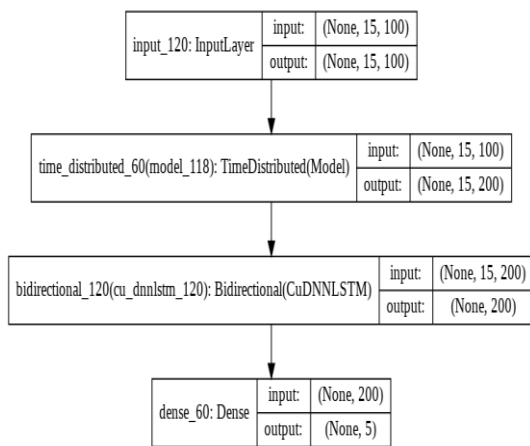 input_120: InputLayer
input: (None, 15, 100)
output: (None, 15, 100)
time_distributed_60(model_118): TimeDistributed(Model)
input: (None, 15, 100)
output: (None, 15, 200)
bidirectional_120(cu_dnnlstm_120): Bidirectional(CuDNNLSTM)
input: (None, 15, 200)
output: (None, 200)
dense_60: Dense
input: (None, 200)
output: (None, 5)